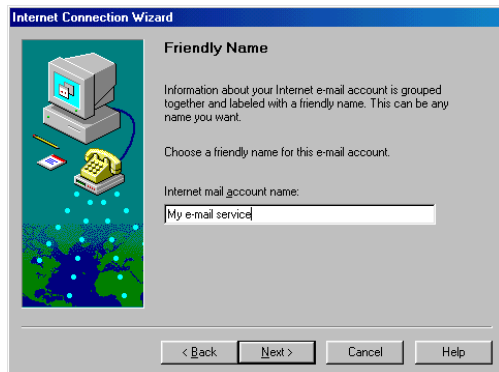 Internet Connection Wizard
Friendly Name
Information about your Internet e-mail account is grouped
together and labeled with a friendly name. This can be any
name you want.
Choose a friendly name for this e-mail account.
Internet mail account name:
My e-mail service
< Back
Next >
Cancel
Help